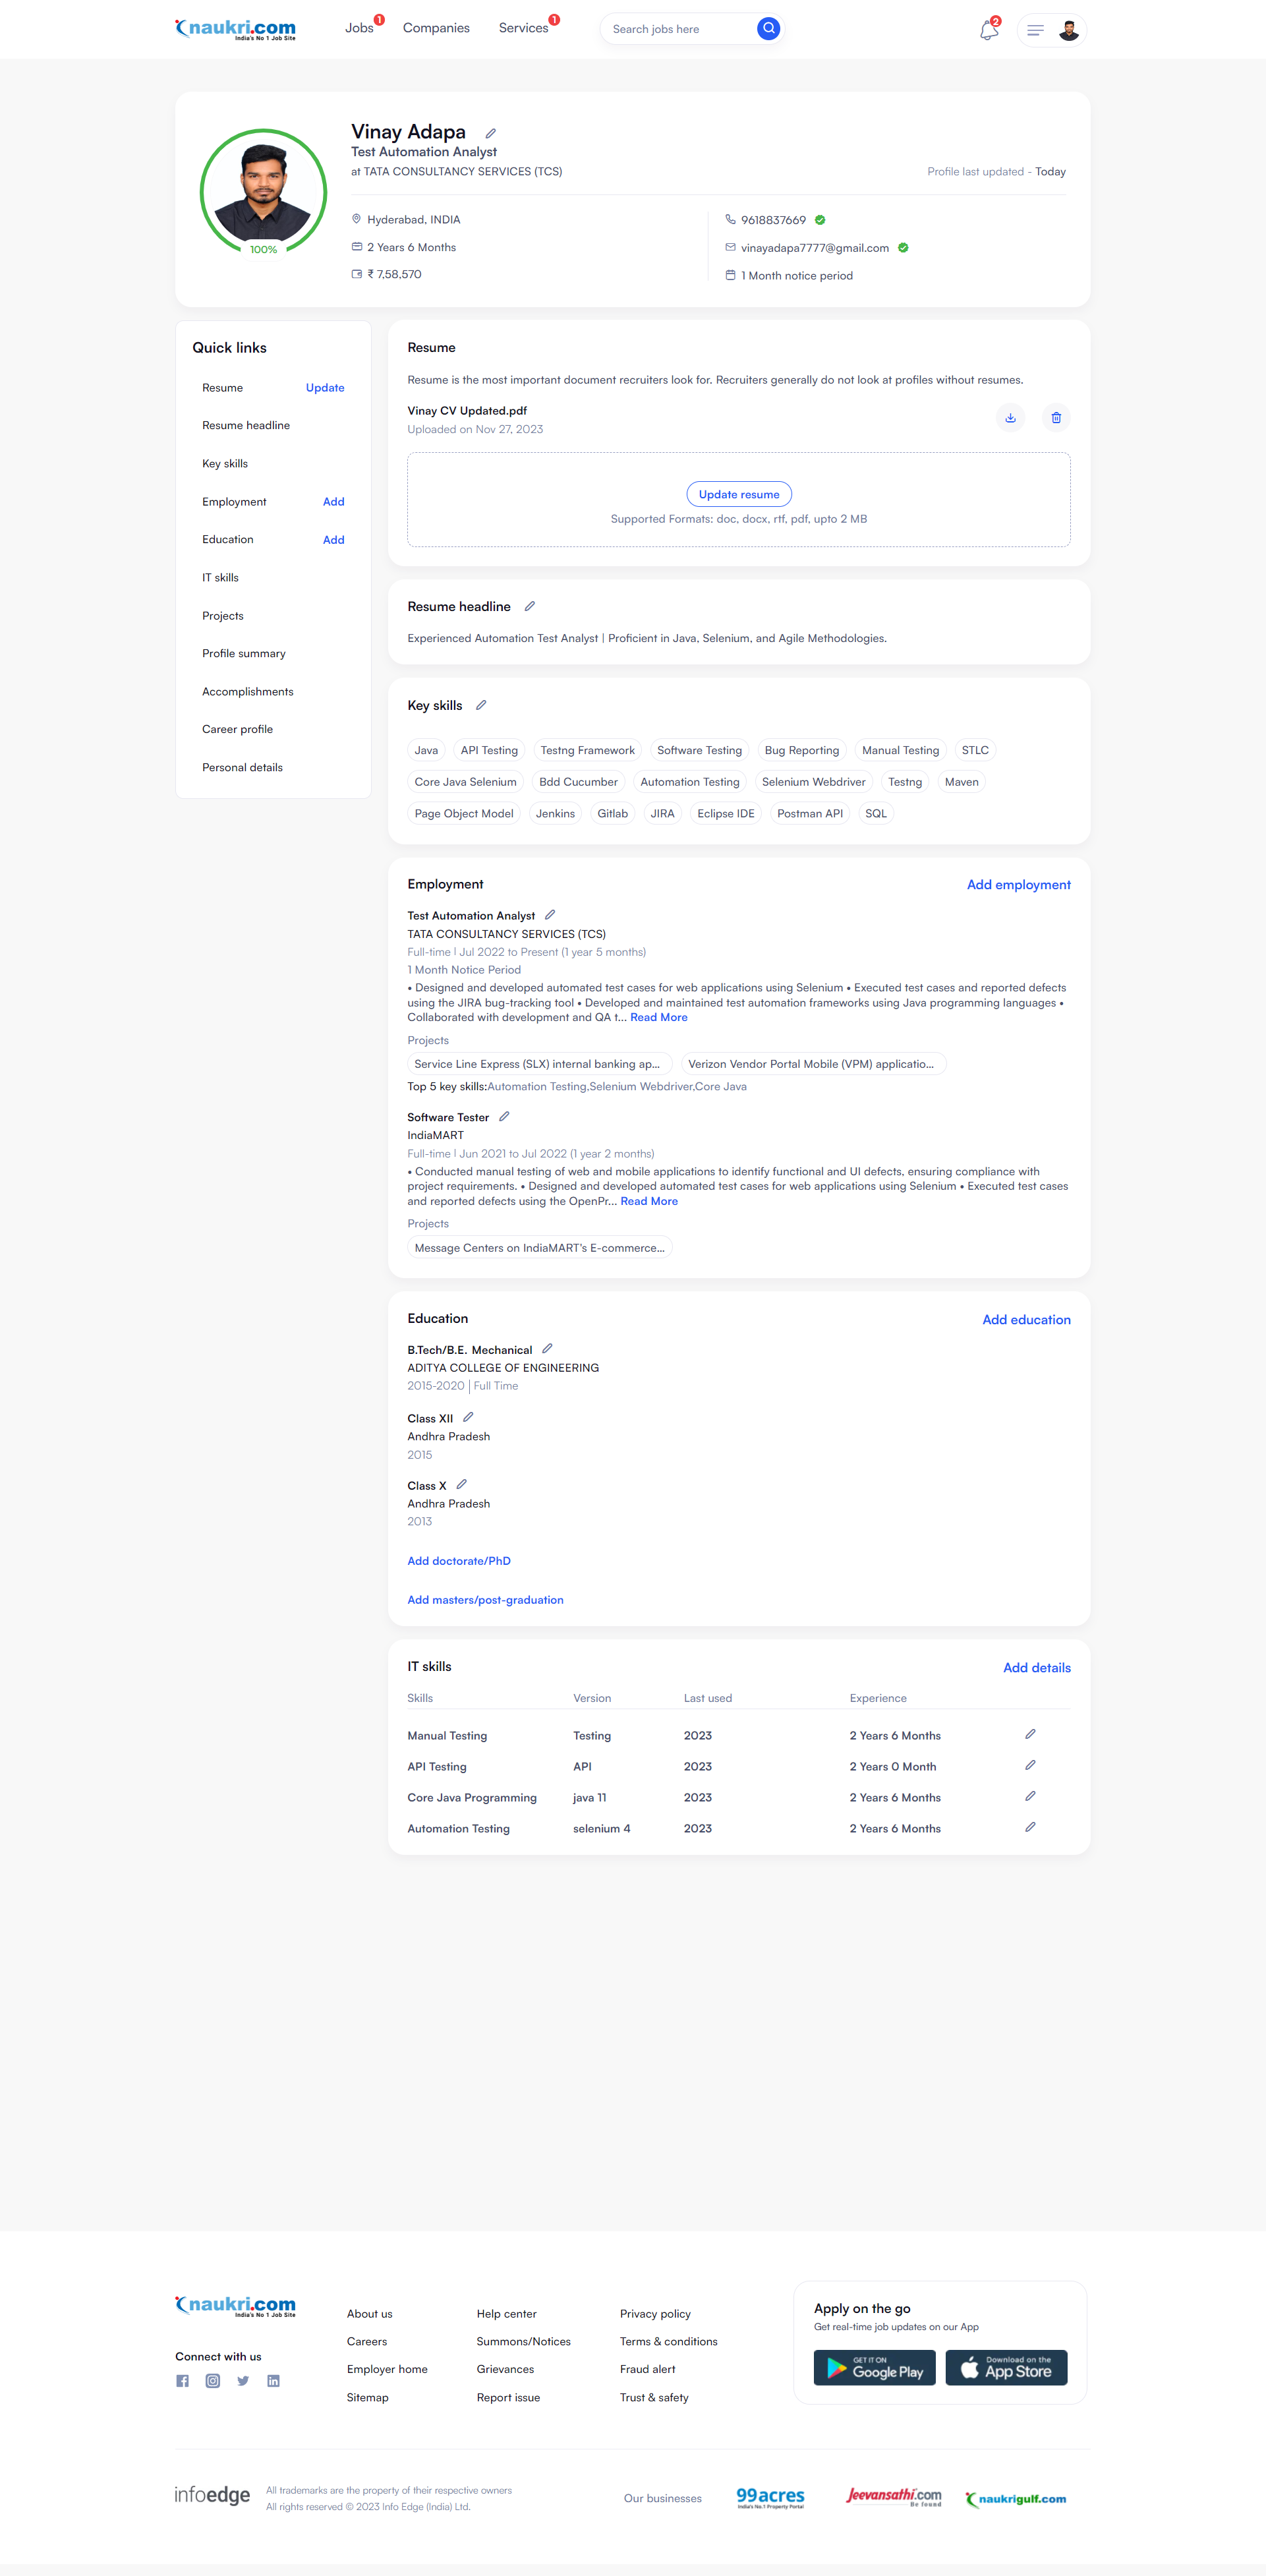 naukri.com
India's No 1 Job Site
Jobs 1
Companies
Services 1
Search jobs here
2
Vinay Adapa
Test Automation Analyst
at TATA CONSULTANCY SERVICES (TCS)
Profile last updated - Today
100%
Hyderabad, INDIA
2 Years 6 Months
₹ 7,58,570
9618837669
vinayadapa7777@gmail.com
1 Month notice period
Quick links
Resume Update
Resume headline
Key skills
Employment Add
Education Add
IT skills
Projects
Profile summary
Accomplishments
Career profile
Personal details
Resume
Resume is the most important document recruiters look for. Recruiters generally do not look at profiles without resumes.
Vinay CV Updated.pdf
Uploaded on Nov 27, 2023
Update resume
Supported Formats: doc, docx, rtf, pdf, upto 2 MB
Resume headline
Experienced Automation Test Analyst | Proficient in Java, Selenium, and Agile Methodologies.
Key skills
Java API Testing Testng Framework Software Testing Bug Reporting Manual Testing STLC
Core Java Selenium Bdd Cucumber Automation Testing Selenium Webdriver Testng Maven
Page Object Model Jenkins Gitlab JIRA Eclipse IDE Postman API SQL
Employment Add employment
Test Automation Analyst
TATA CONSULTANCY SERVICES (TCS)
Full-time | Jul 2022 to Present (1 year 5 months)
1 Month Notice Period
• Designed and developed automated test cases for web applications using Selenium • Executed test cases and reported defects
using the JIRA bug-tracking tool • Developed and maintained test automation frameworks using Java programming languages •
Collaborated with development and QA t... Read More
Projects
Service Line Express (SLX) internal banking ap... Verizon Vendor Portal Mobile (VPM) applicatio...
Top 5 key skills:Automation Testing,Selenium Webdriver,Core Java
Software Tester
IndiaMART
Full-time | Jun 2021 to Jul 2022 (1 year 2 months)
• Conducted manual testing of web and mobile applications to identify functional and UI defects, ensuring compliance with
project requirements. • Designed and developed automated test cases for web applications using Selenium • Executed test cases
and reported defects using the OpenPr... Read More
Projects
Message Centers on IndiaMART's E-commerce...
Education Add education
B.Tech/B.E. Mechanical
ADITYA COLLEGE OF ENGINEERING
2015-2020 | Full Time
Class XII
Andhra Pradesh
2015
Class X
Andhra Pradesh
2013
Add doctorate/PhD
Add masters/post-graduation
IT skills Add details
Skills Version Last used Experience
Manual Testing Testing 2023 2 Years 6 Months
API Testing API 2023 2 Years 0 Month
Core Java Programming java 11 2023 2 Years 6 Months
Automation Testing selenium 4 2023 2 Years 6 Months
naukri.com
India's No 1 Job Site
Connect with us
About us
Careers
Employer home
Sitemap
Help center
Summons/Notices
Grievances
Report issue
Privacy policy
Terms & conditions
Fraud alert
Trust & safety
Apply on the go
Get real-time job updates on our App
GET IT ON
Google Play
Download on the
App Store
infoedge
All trademarks are the property of their respective owners
All rights reserved © 2023 Info Edge (India) Ltd.
Our businesses
99acres
India's No.1 Property Portal
Jeevansathi.com
Be found
naukrigulf.com